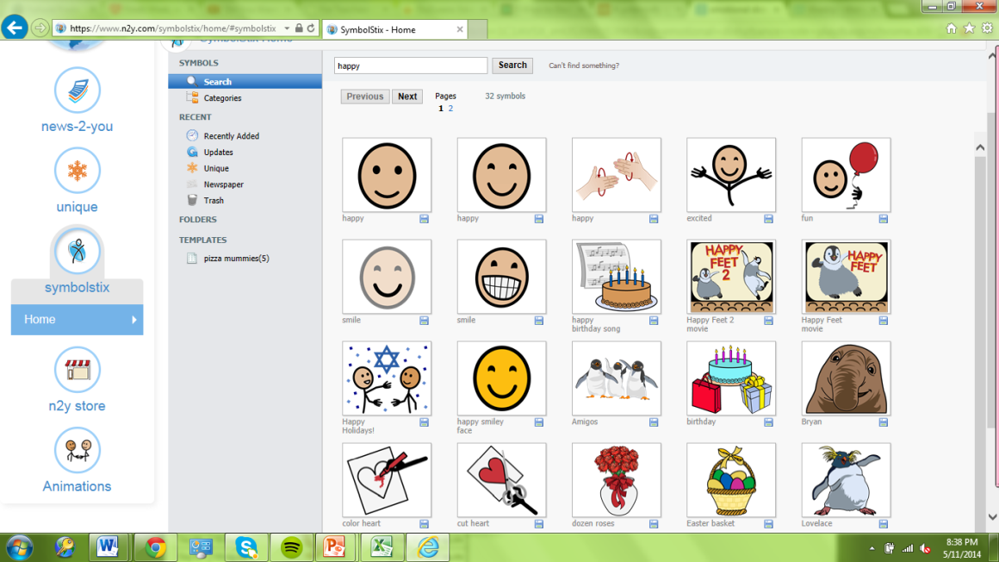 https://www.n2y.com/symbolstix/home/#symbolstix
SymbolStix - Home
news-2-you
unique
symbolstix
Home
n2y store
Animations
SymbolStix Home
SYMBOLS
Search
Categories
RECENT
Recently Added
Updates
Unique
Newspaper
Trash
FOLDERS
TEMPLATES
pizza mummies(5)
happy
Search
Can't find something?
Previous
Next
Pages
32 symbols
1 2
happy
happy
happy
excited
fun
HAPPY
FEET
2
HAPPY
FEET
smile
smile
happy
birthday song
Happy Feet 2
movie
Happy Feet
movie
Happy
Holidays!
happy smiley
face
Amigos
birthday
Bryan
color heart
cut heart
dozen roses
Easter basket
Lovelace
8:38 PM
5/11/2014